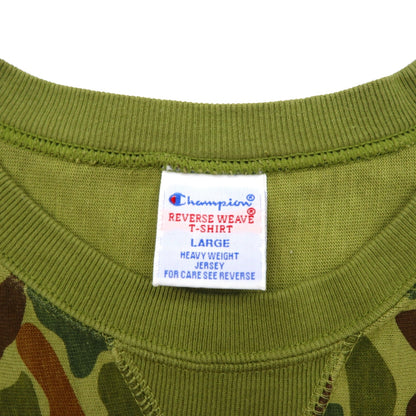 Champion®
REVERSE WEAVE®
T-SHIRT
LARGE
HEAVY WEIGHT
JERSEY
FOR CARE SEE REVERSE